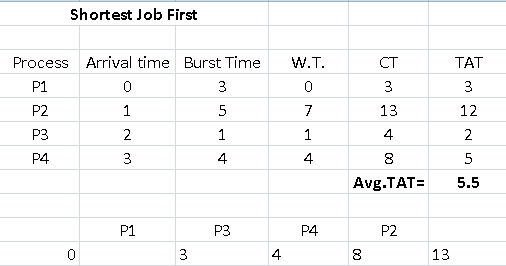 Shortest Job First
Process Arrival time Burst Time W.T. CT TAT
P1 0 3 0 3 3
P2 1 5 7 13 12
P3 2 1 1 4 2
P4 3 4 4 8 5
Avg.TAT= 5.5
P1 P3 P4 P2
0 3 4 8 13